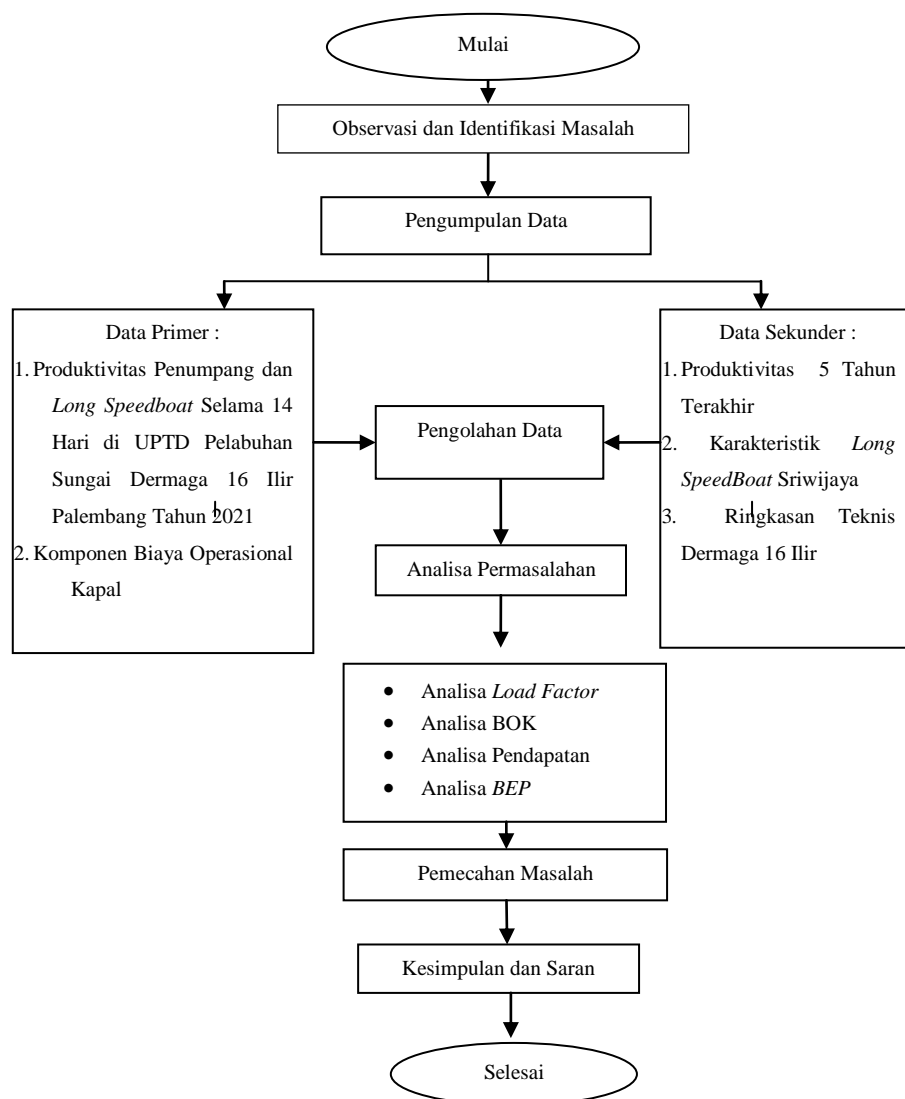 Mulai
Observasi dan Identifikasi Masalah
Pengumpulan Data
Data Primer :
1. Produktivitas Penumpang dan
Long Speedboat Selama 14
Hari di UPTD Pelabuhan
Sungai Dermaga 16 Ilir
Palembang Tahun 2021
2. Komponen Biaya Operasional
Kapal
Pengolahan Data
Data Sekunder :
1. Produktivitas 5 Tahun
Terakhir
2. Karakteristik Long
SpeedBoat Sriwijaya
3. Ringkasan Teknis
Dermaga 16 Ilir
Analisa Permasalahan
• Analisa Load Factor
• Analisa BOK
• Analisa Pendapatan
• Analisa BEP
Pemecahan Masalah
Kesimpulan dan Saran
Selesai